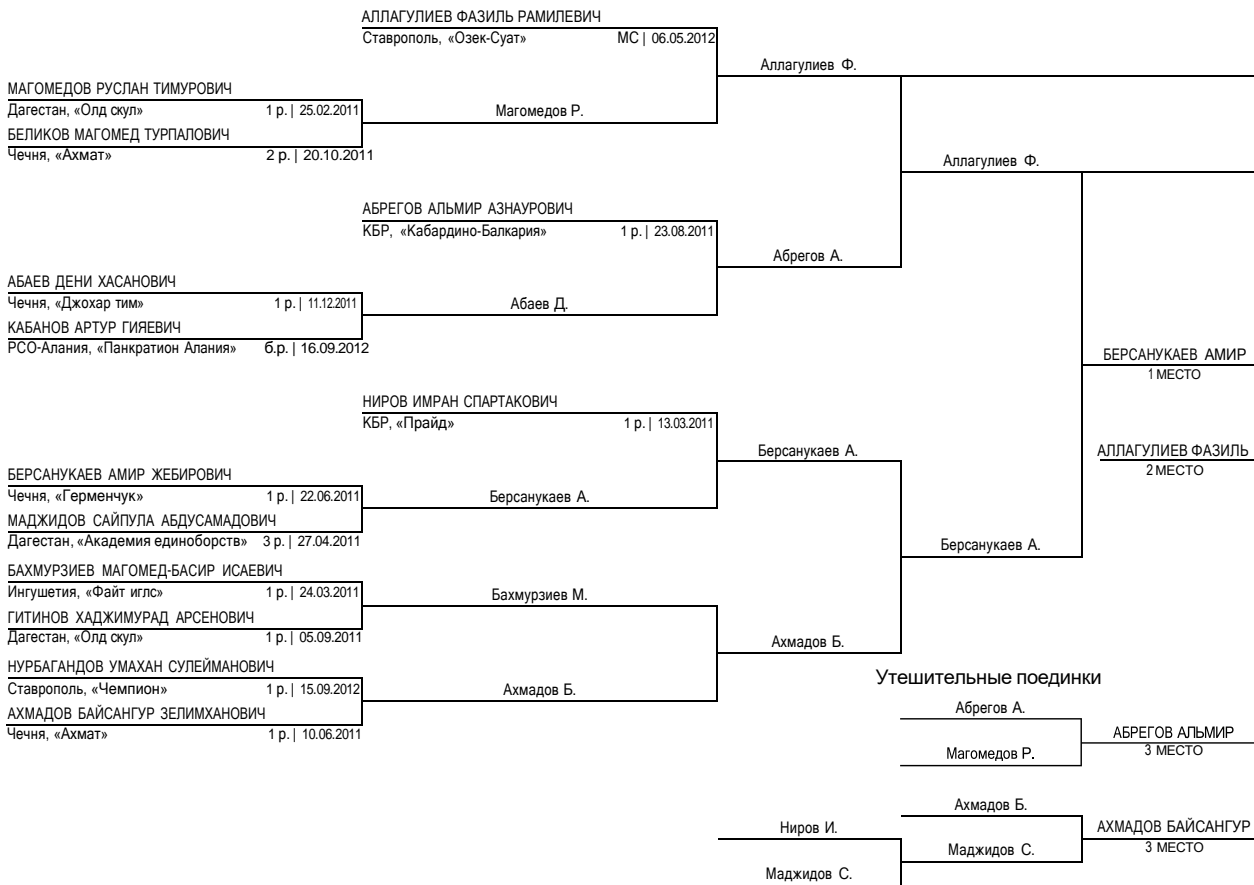 АЛЛАГУЛИЕВ ФАЗИЛЬ РАМИЛЕВИЧ
Ставрополь, «Озек-Суат» МС | 06.05.2012
Аллагулиев Ф.
МАГОМЕДОВ РУСЛАН ТИМУРОВИЧ
Дагестан, «Олд скул» 1 р. | 25.02.2011
Магомедов Р.
БЕЛИКОВ МАГОМЕД ТУРПАЛОВИЧ
Чечня, «Ахмат» 2 р. | 20.10.2011
Аллагулиев Ф.
АБРЕГОВ АЛЬМИР АЗНАУРОВИЧ
КБР, «Кабардино-Балкария» 1 р. | 23.08.2011
Абрегов А.
АБАЕВ ДЕНИ ХАСАНОВИЧ
Чечня, «Джохар тим» 1 р. | 11.12.2011
Абаев Д.
КАБАНОВ АРТУР ГИЯЕВИЧ
РСО-Алания, «Панкратион Алания» б.р. | 16.09.2012
БЕРСАНУКАЕВ АМИР
1 МЕСТО
НИРОВ ИМРАН СПАРТАКОВИЧ
КБР, «Прайд» 1 р. | 13.03.2011
Берсанукаев А.
АЛЛАГУЛИЕВ ФАЗИЛЬ
2 МЕСТО
БЕРСАНУКАЕВ АМИР ЖЕБИРОВИЧ
Чечня, «Герменчук» 1 р. | 22.06.2011
Берсанукаев А.
МАДЖИДОВ САЙПУЛА АБДУСАМАДОВИЧ
Дагестан, «Академия единоборств» 3 р. | 27.04.2011
Берсанукаев А.
БАХМУРЗИЕВ МАГОМЕД-БАСИР ИСАЕВИЧ
Ингушетия, «Файт иглс» 1 р. | 24.03.2011
Бахмурзиев М.
ГИТИНОВ ХАДЖИМУРАД АРСЕНОВИЧ
Дагестан, «Олд скул» 1 р. | 05.09.2011
Ахмадов Б.
НУРБАГАНДОВ УМАХАН СУЛЕЙМАНОВИЧ
Ставрополь, «Чемпион» 1 р. | 15.09.2012
Ахмадов Б.
АХМАДОВ БАЙСАНГУР ЗЕЛИМХАНОВИЧ
Чечня, «Ахмат» 1 р. | 10.06.2011
Утешительные поединки
Абрегов А.
АБРЕГОВ АЛЬМИР
3 МЕСТО
Магомедов Р.
Ахмадов Б.
Ниров И.
АХМАДОВ БАЙСАНГУР
3 МЕСТО
Маджидов С.
Маджидов С.